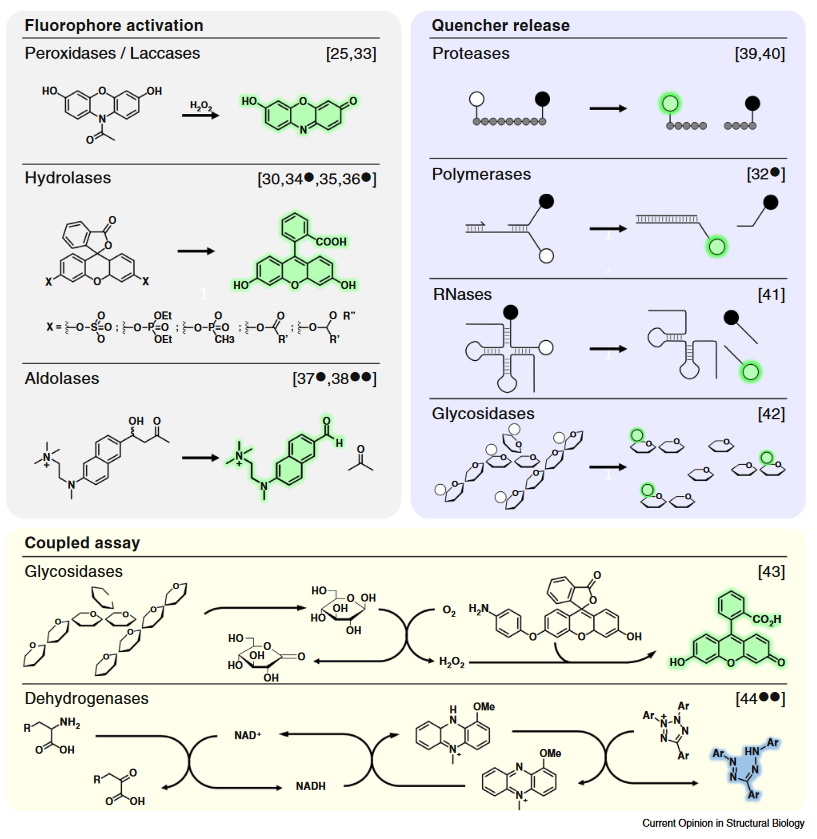 Fluorophore activation
Peroxidases / Laccases [25,33]
HO O OH
N
O
H2O2
HO O O
N
Hydrolases [30,34●,35,36●]
O
O
X O X
COOH
HO O OH
X = O-S=O ; O-P=O ; O-P=O ; O ; O R"
O OEt OEt CH3 O R' R'
Aldolases [37●,38●●]
OH O
N+
N
O
H
N+
N
O
Quencher release
Proteases [39,40]
Polymerases [32●]
RNases [41]
Glycosidases [42]
O O O O O O O O
O O O O O O O
Coupled assay
Glycosidases [43]
O O O O O O O
HO
O OH
OH
HO OH
OH
HO
O
OH O
HO
OH
O2
H2O2
H2N
O
O
O O OH
CO2H
HO O O
Dehydrogenases [44●●]
R NH2
O OH
R O
O OH
NAD+
NADH
H OMe
N
N+
OMe
N
N+
Ar N+ N Ar
N N
Ar
Ar HN Ar
N N
N
Ar
Current Opinion in Structural Biology